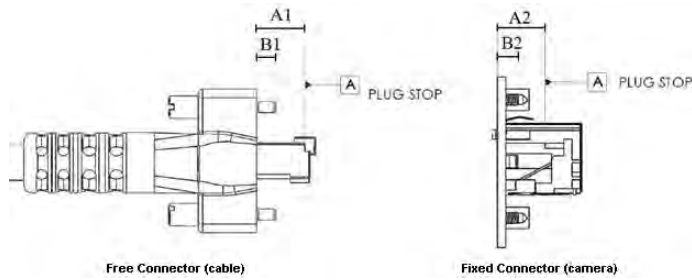 A1
B1
A PLUG STOP
A2
B2
A PLUG STOP
Free Connector (cable)
Fixed Connector (camera)